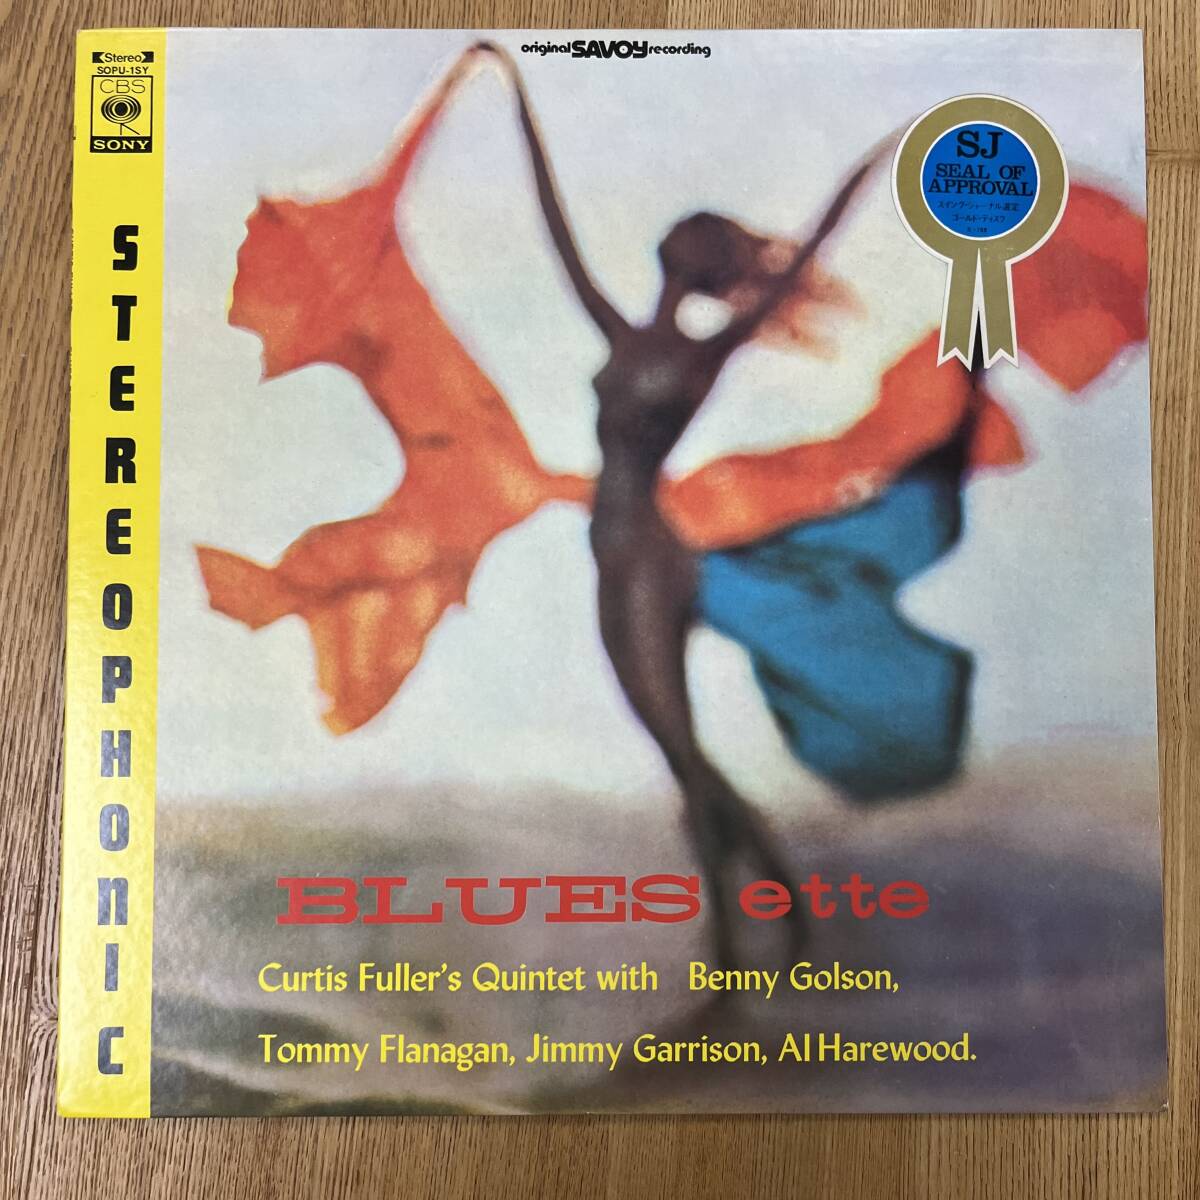 original SAVOY recording
Stereo
SOPU-1SY
CBS
SONY
STEREOPHONIC
SJ
SEAL OF
APPROVAL
スイング・ジャーナル選定
ゴールド・ディスク
BLUES ette
Curtis Fuller's Quintet with Benny Golson,
Tommy Flanagan, Jimmy Garrison, Al Harewood.